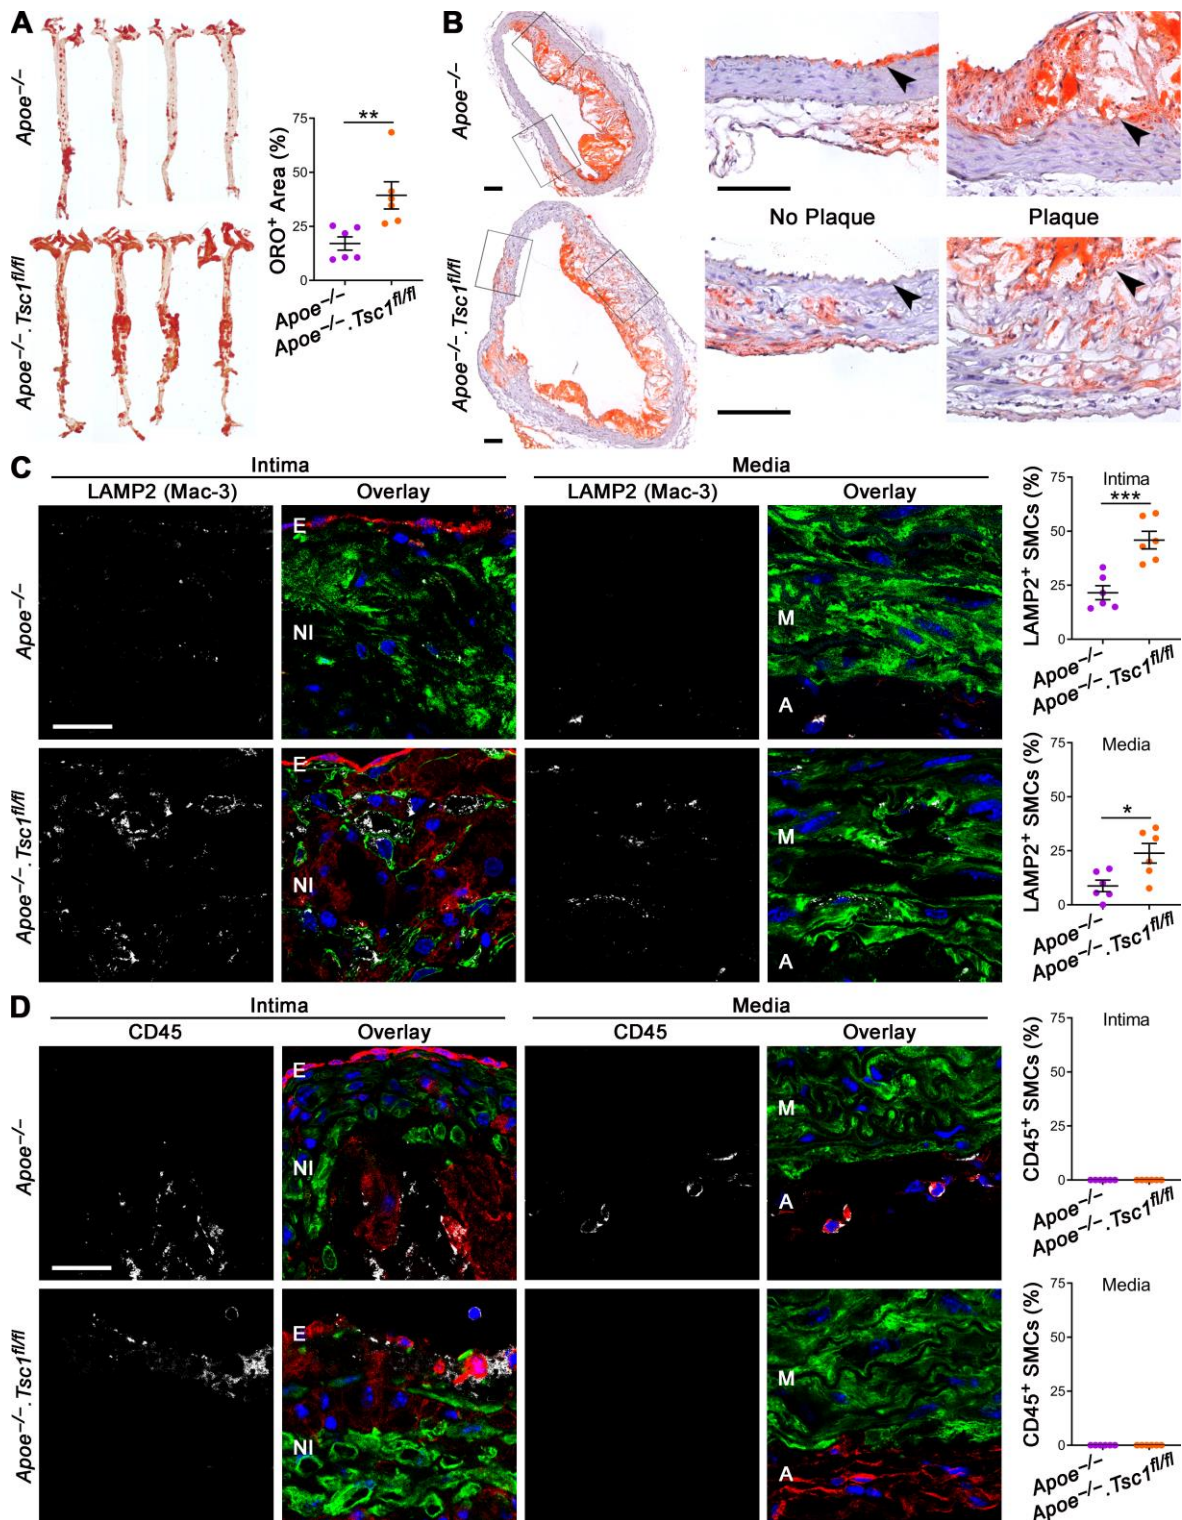 A
Apoe−/−
Apoe−/−.Tsc1fl/fl
ORO+ Area (%)
75
50
25
0
**
Apoe−/−
Apoe−/−.Tsc1fl/fl
B
Apoe−/−
Apoe−/−.Tsc1fl/fl
No Plaque
Plaque
C
Intima
Media
LAMP2 (Mac-3)
Overlay
LAMP2 (Mac-3)
Overlay
Apoe−/−
E
NI
M
A
Apoe−/−.Tsc1fl/fl
E
NI
M
A
LAMP2+ SMCs (%)
75
50
25
0
Intima
***
Apoe−/−
Apoe−/−.Tsc1fl/fl
LAMP2+ SMCs (%)
75
50
25
0
Media
*
Apoe−/−
Apoe−/−.Tsc1fl/fl
D
Intima
Media
CD45
Overlay
CD45
Overlay
Apoe−/−
E
NI
M
A
Apoe−/−.Tsc1fl/fl
E
NI
M
A
CD45+ SMCs (%)
75
50
25
0
Intima
Apoe−/−
Apoe−/−.Tsc1fl/fl
CD45+ SMCs (%)
75
50
25
0
Media
Apoe−/−
Apoe−/−.Tsc1fl/fl